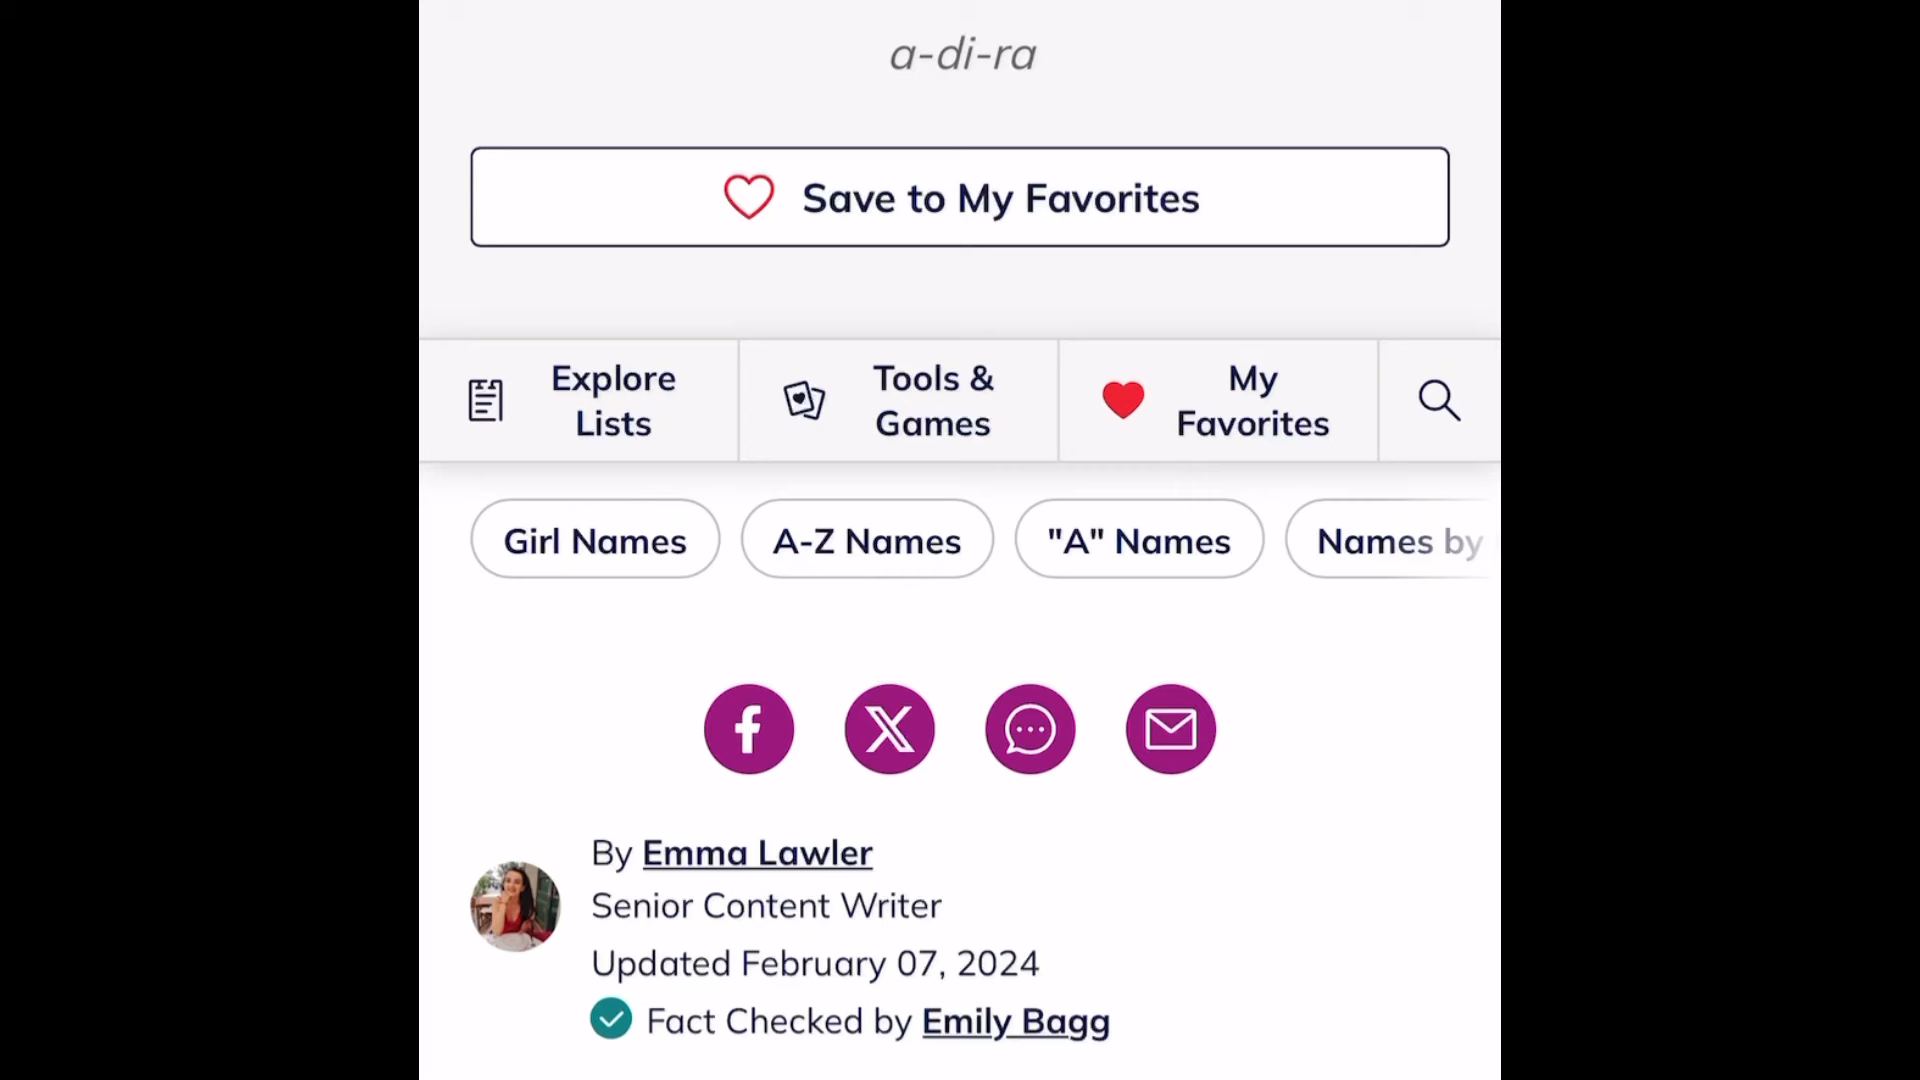 a-di-ra
Save to My Favorites
Explore
Lists
Tools &
Games
My
Favorites
Girl Names
A-Z Names
"A" Names
Names by
By Emma Lawler
Senior Content Writer
Updated February 07, 2024
Fact Checked by Emily Bagg